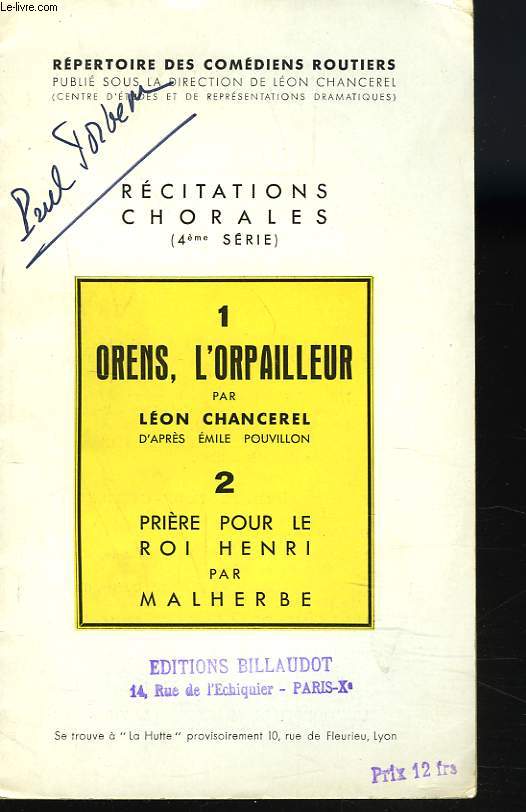 Le-livre.com
RÉPERTOIRE DES COMÉDIENS ROUTIERS
PUBLIÉ SOUS LA DIRECTION DE LÉON CHANCEREL
(CENTRE D'ÉTUDES ET DE REPRÉSENTATIONS DRAMATIQUES)
Paul
RÉCITATIONS
CHORALES
(4ème SÉRIE)
1
ORENS, L'ORPAILLEUR
PAR
LÉON CHANCEREL
D'APRÈS ÉMILE POUVILLON
2
PRIÈRE POUR LE
ROI HENRI
PAR
MALHERBE
EDITIONS BILLAUDOT
14, Rue de l'Echiquier - PARIS-Xe
Se trouve à "La Hutte" provisoirement 10, rue de Fleurieu, Lyon
Prix 12 frs